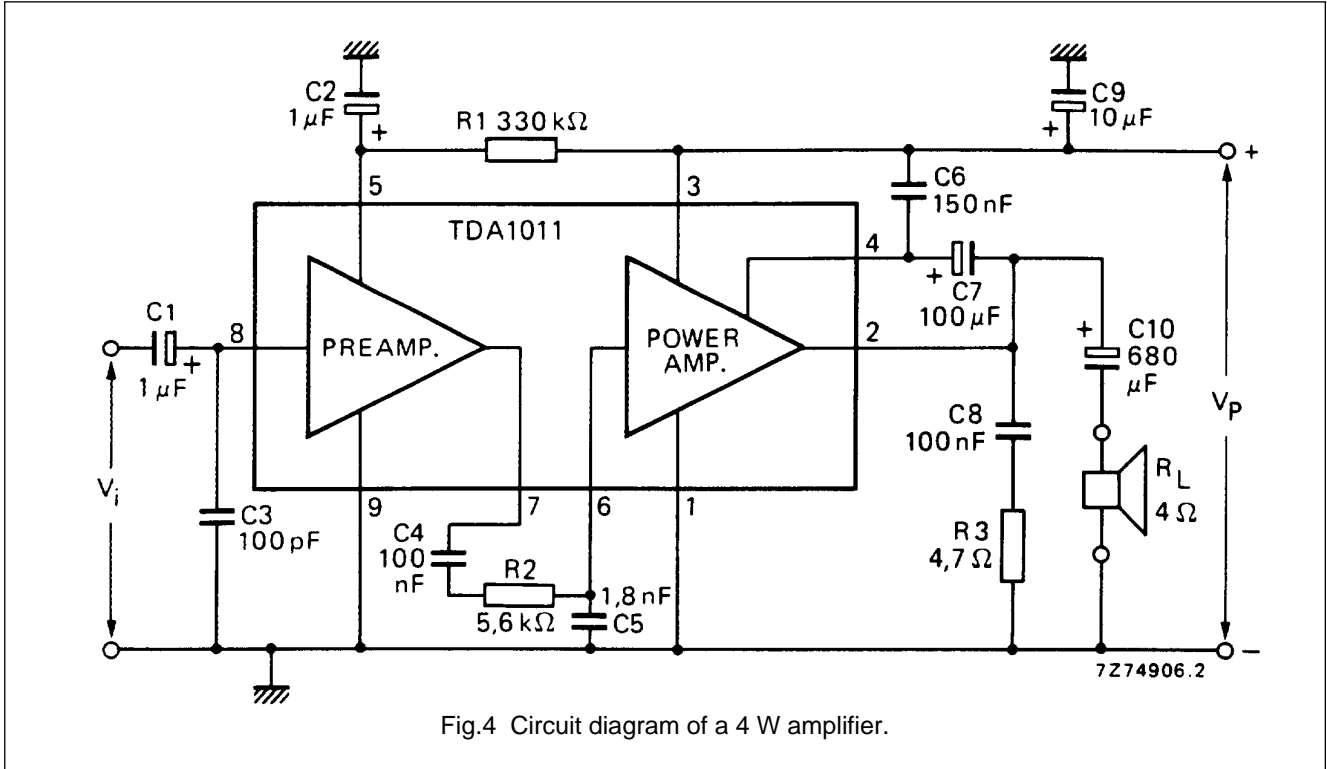 C2
1 µF
+
R1 330 kΩ
C9
10 µF
+
+
5
3
C6
150 nF
TDA1011
4
+
C7
100 µF
C1
1 µF
+
8
PREAMP.
POWER
AMP.
2
+
C10
680
µF
C8
100 nF
Vi
VP
C3
100 pF
9
7
6
1
C4
100
nF
R2
5,6 kΩ
1,8 nF
C5
R3
4,7 Ω
RL
4 Ω
−
7Z74906.2
Fig.4 Circuit diagram of a 4 W amplifier.